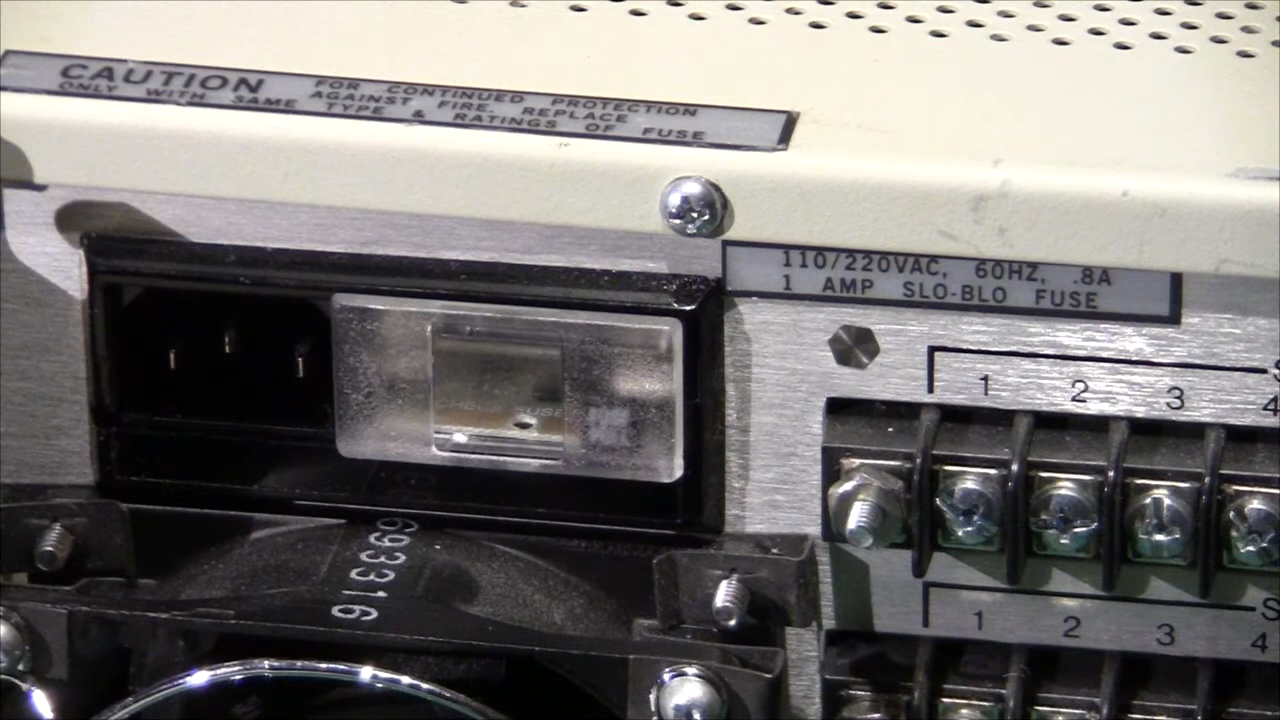 CAUTION FOR CONTINUED PROTECTION
ONLY WITH SAME AGAINST FIRE. REPLACE
TYPE & RATINGS OF FUSE
110/220VAC, 60HZ, .8A
1 AMP SLO-BLO FUSE
FUSE
1 2 3 4
S
693316
1 2 3 4
S